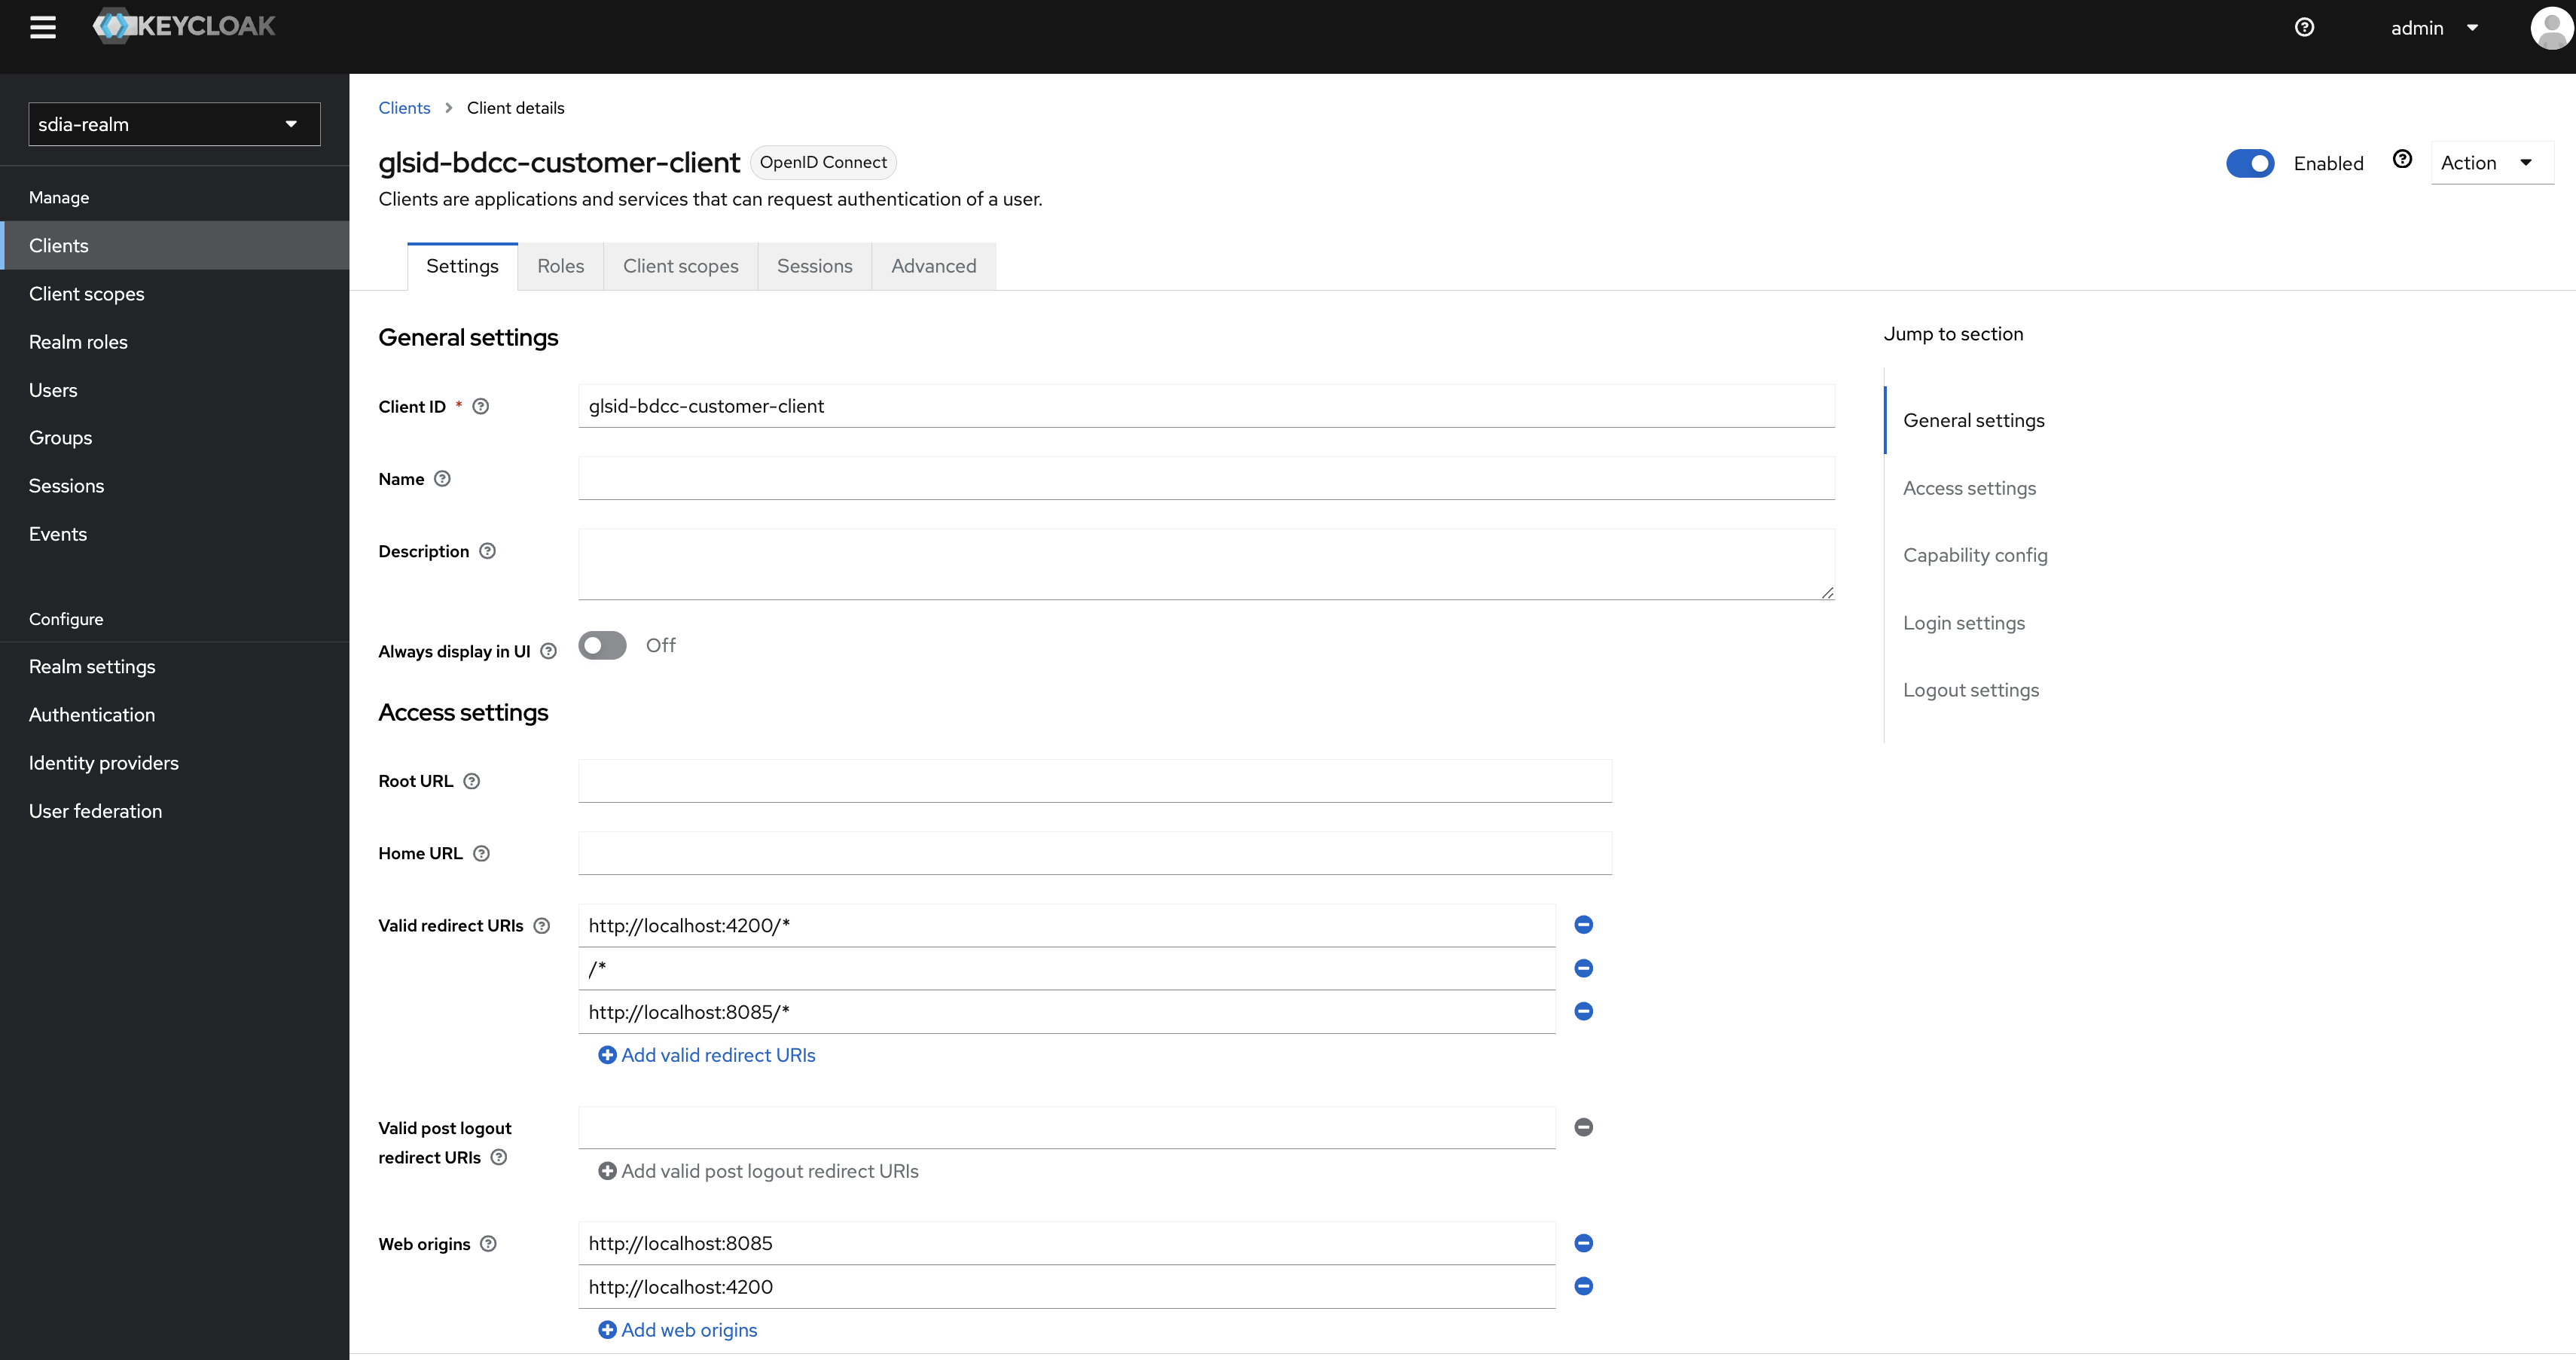 KEYCLOAK
admin
sdia-realm
Manage
Clients
Client scopes
Realm roles
Users
Groups
Sessions
Events
Configure
Realm settings
Authentication
Identity providers
User federation
Clients > Client details
glsid-bdcc-customer-client OpenID Connect
Enabled
Action
Clients are applications and services that can request authentication of a user.
Settings Roles Client scopes Sessions Advanced
General settings
Client ID * glsid-bdcc-customer-client
Name
Description
Always display in UI Off
Access settings
Root URL
Home URL
Valid redirect URIs http://localhost:4200/*
/*
http://localhost:8085/*
Add valid redirect URIs
Valid post logout
redirect URIs
Add valid post logout redirect URIs
Web origins http://localhost:8085
http://localhost:4200
Add web origins
Jump to section
General settings
Access settings
Capability config
Login settings
Logout settings